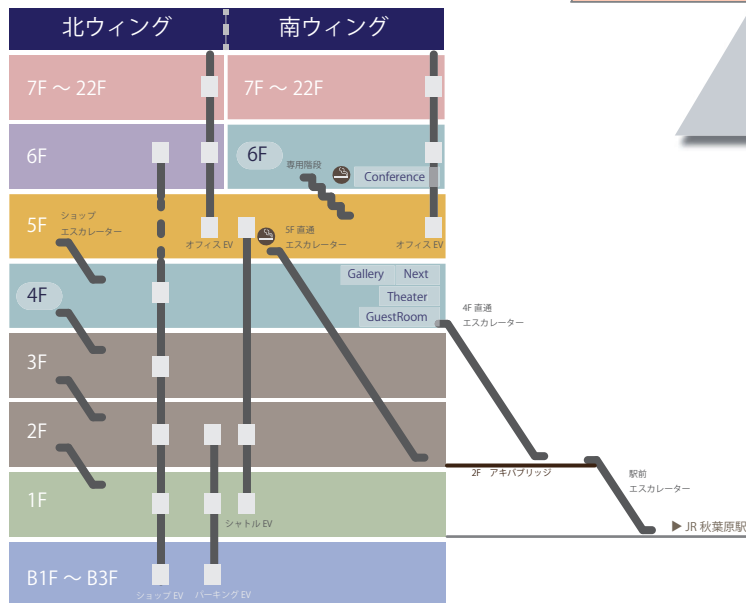 北ウィング
南ウィング
7F ～ 22F
7F ～ 22F
6F
6F
専用階段
Conference
5F
ショップ
エスカレーター
オフィス EV
5F 直通
エスカレーター
オフィス EV
4F
Gallery
Next
Theater
GuestRoom
4F 直通
エスカレーター
3F
2F
2F　アキバブリッジ
駅前
エスカレーター
1F
シャトル EV
▶ JR 秋葉原駅
B1F ～ B3F
ショップ EV
パーキング EV